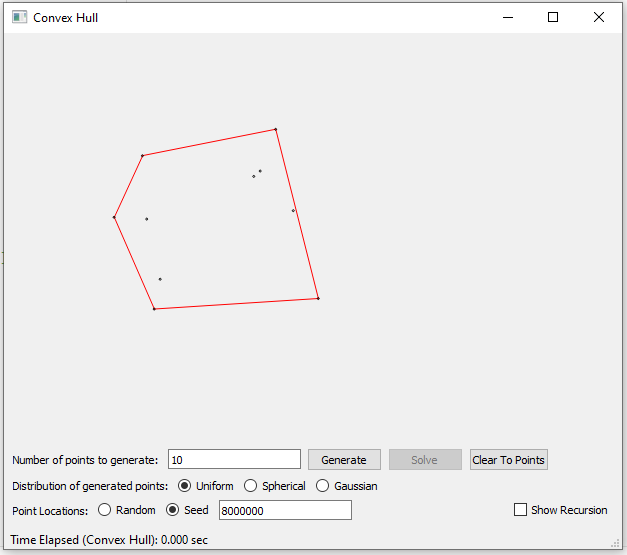 Convex Hull
Number of points to generate: 10 Generate Solve Clear To Points
Distribution of generated points: Uniform Spherical Gaussian
Point Locations: Random Seed 8000000 Show Recursion
Time Elapsed (Convex Hull): 0.000 sec